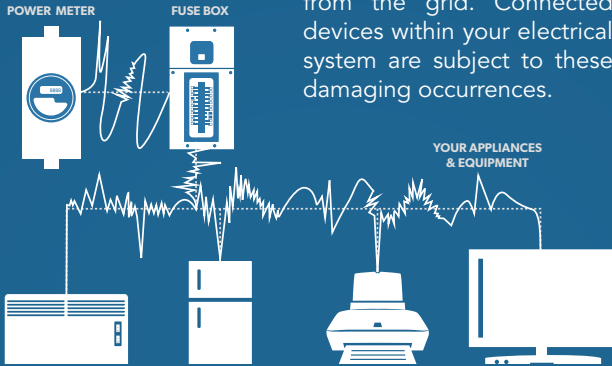 POWER METER
FUSE BOX
from the grid. Connected
devices within your electrical
system are subject to these
damaging occurrences.
YOUR APPLIANCES
& EQUIPMENT